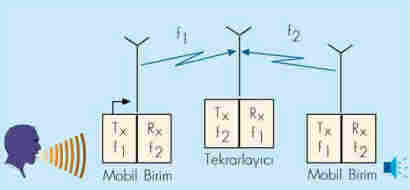 f1 f2
Tx f1 Rx f2
Mobil Birim
Tx f2 Rx f1
Tekrarlayıcı
Tx f1 Rx f2
Mobil Birim